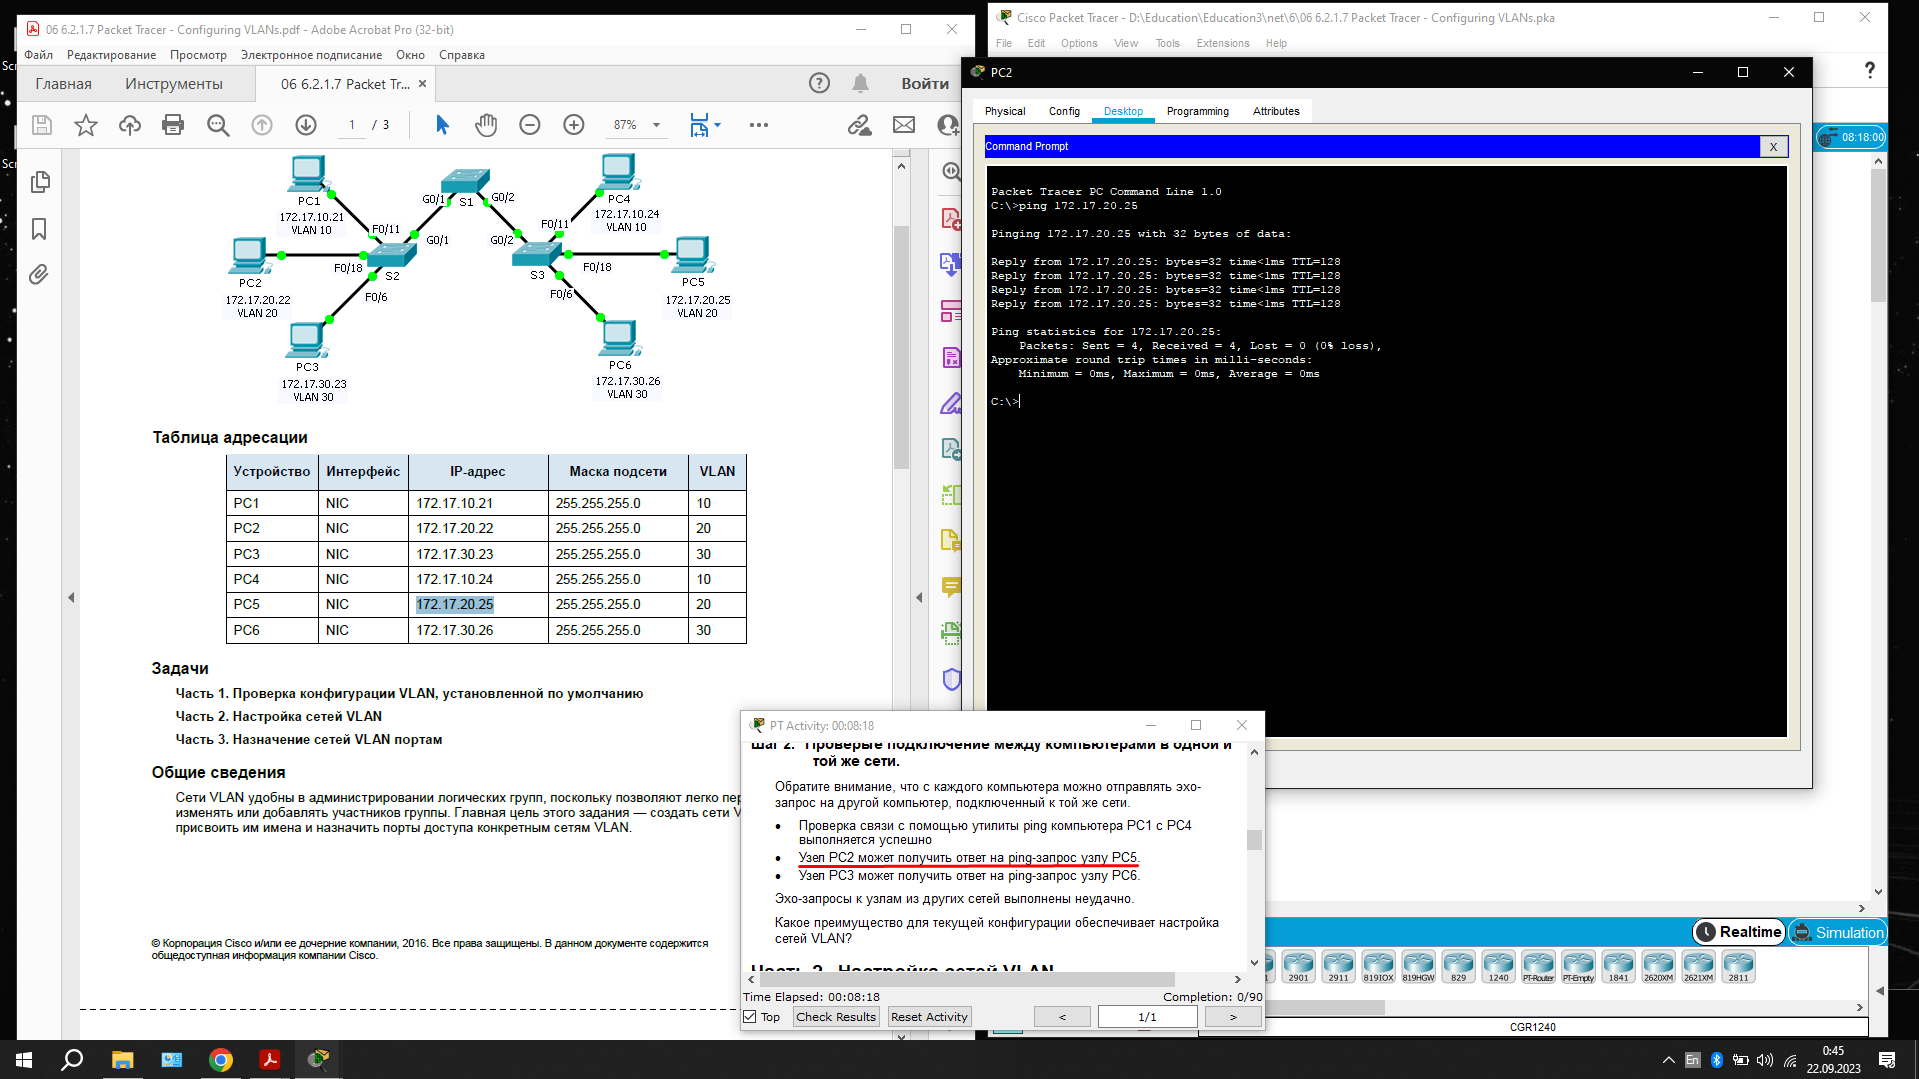 06 6.2.1.7 Packet Tracer - Configuring VLANs.pdf - Adobe Acrobat Pro (32-bit)
Файл Редактирование Просмотр Электронное подписание Окно Справка
Главная Инструменты 06 6.2.1.7 Packet Tr... × Войти
1 / 3 87%
PC1
172.17.10.21
VLAN 10
PC2
172.17.20.22
VLAN 20
PC3
172.17.30.23
VLAN 30
F0/11
F0/18
F0/6
S2
G0/1
G0/1
S1
G0/2
G0/2
S3
F0/11
F0/18
F0/6
PC4
172.17.10.24
VLAN 10
PC5
172.17.20.25
VLAN 20
PC6
172.17.30.26
VLAN 30
Таблица адресации
Устройство Интерфейс IP-адрес Маска подсети VLAN
PC1 NIC 172.17.10.21 255.255.255.0 10
PC2 NIC 172.17.20.22 255.255.255.0 20
PC3 NIC 172.17.30.23 255.255.255.0 30
PC4 NIC 172.17.10.24 255.255.255.0 10
PC5 NIC 172.17.20.25 255.255.255.0 20
PC6 NIC 172.17.30.26 255.255.255.0 30
Задачи
Часть 1. Проверка конфигурации VLAN, установленной по умолчанию
Часть 2. Настройка сетей VLAN
Часть 3. Назначение сетей VLAN портам
Общие сведения
Сети VLAN удобны в администрировании логических групп, поскольку позволяют легко пер
изменять или добавлять участников группы. Главная цель этого задания — создать сети V
присвоить им имена и назначить порты доступа конкретным сетям VLAN.
© Корпорация Cisco и/или ее дочерние компании, 2016. Все права защищены. В данном документе содержится
общедоступная информация компании Cisco.
Cisco Packet Tracer - D:\Education\Education3\net\6\06 6.2.1.7 Packet Tracer - Configuring VLANs.pka
File Edit Options View Tools Extensions Help
?
08:18:00
PC2
Physical Config Desktop Programming Attributes
Command Prompt X
Packet Tracer PC Command Line 1.0
C:\>ping 172.17.20.25
Pinging 172.17.20.25 with 32 bytes of data:
Reply from 172.17.20.25: bytes=32 time<1ms TTL=128
Reply from 172.17.20.25: bytes=32 time<1ms TTL=128
Reply from 172.17.20.25: bytes=32 time<1ms TTL=128
Reply from 172.17.20.25: bytes=32 time<1ms TTL=128
Ping statistics for 172.17.20.25:
Packets: Sent = 4, Received = 4, Lost = 0 (0% loss),
Approximate round trip times in milli-seconds:
Minimum = 0ms, Maximum = 0ms, Average = 0ms
C:\>
PT Activity: 00:08:18
Шаг 2. Проверьте подключение между компьютерами в одной и
той же сети.
Обратите внимание, что с каждого компьютера можно отправлять эхо-
запрос на другой компьютер, подключенный к той же сети.
• Проверка связи с помощью утилиты ping компьютера PC1 с PC4
выполняется успешно
• Узел PC2 может получить ответ на ping-запрос узлу PC5.
• Узел PC3 может получить ответ на ping-запрос узлу PC6.
Эхо-запросы к узлам из других сетей выполнены неудачно.
Какое преимущество для текущей конфигурации обеспечивает настройка
сетей VLAN?
Часть 2. Настройка сетей VLAN
Time Elapsed: 00:08:18 Completion: 0/90
Top Check Results Reset Activity < 1/1 >
Realtime Simulation
2901 2911 819IOX 819HGW 829 1240 PT-Router PT-Empty 1841 2620XM 2621XM 2811
CGR1240
En
0:45
22.09.2023